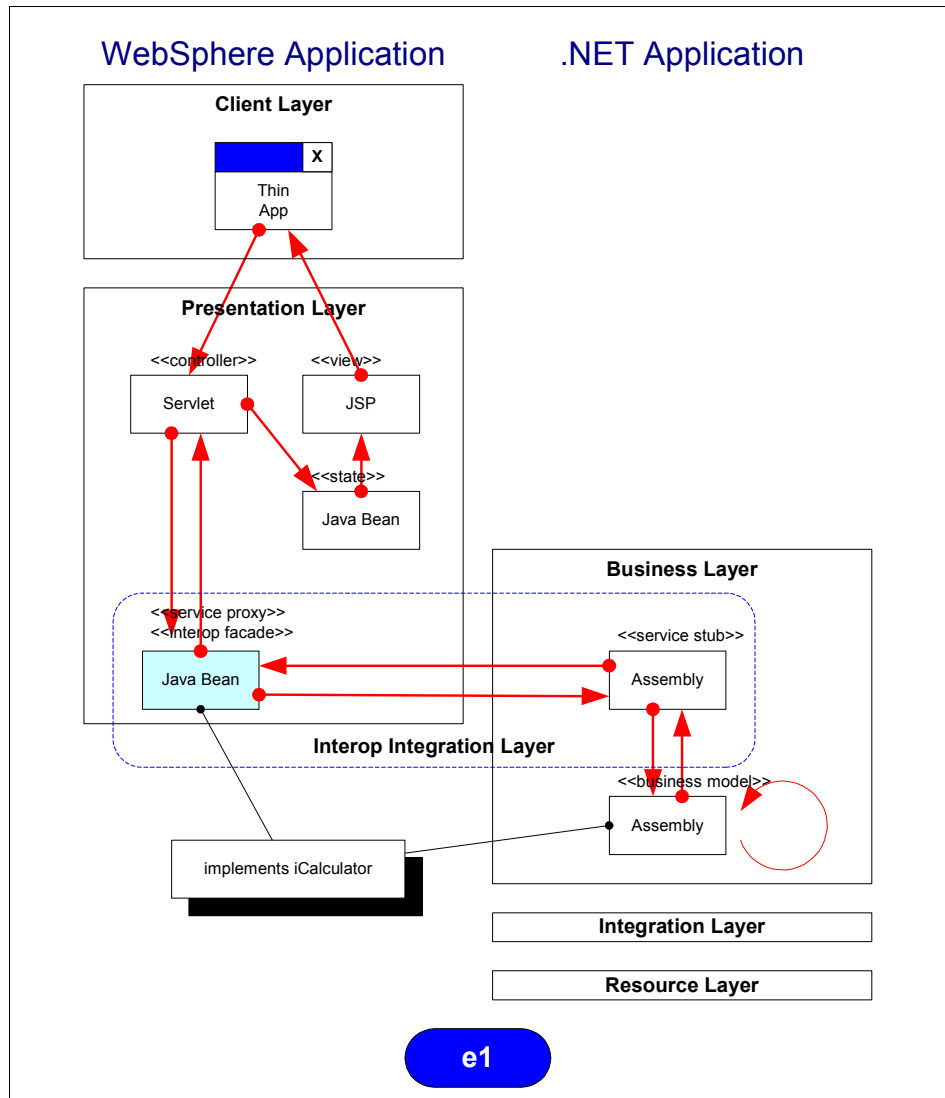 WebSphere Application
.NET Application
Client Layer
X
Thin
App
Presentation Layer
<<controller>>
<<view>>
Servlet
JSP
<<state>>
Java Bean
Business Layer
<<service proxy>>
<<interop facade>>
<<service stub>>
Java Bean
Assembly
Interop Integration Layer
<<business model>>
Assembly
implements iCalculator
Integration Layer
Resource Layer
e1